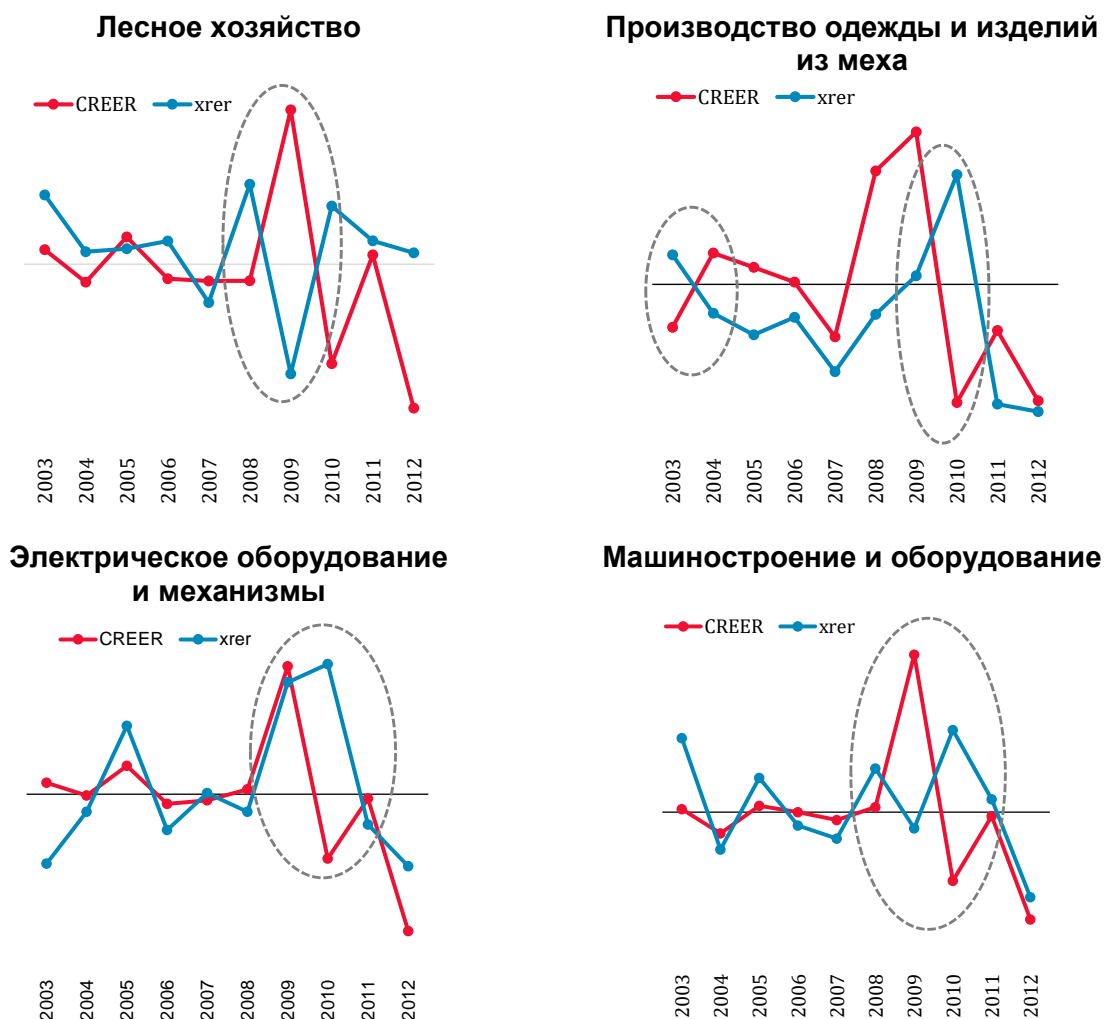 Лесное хозяйство
CREER xrer
2003 2004 2005 2006 2007 2008 2009 2010 2011 2012
Производство одежды и изделий
из меха
CREER xrer
2003 2004 2005 2006 2007 2008 2009 2010 2011 2012
Электрическое оборудование
и механизмы
CREER xrer
2003 2004 2005 2006 2007 2008 2009 2010 2011 2012
Машиностроение и оборудование
CREER xrer
2003 2004 2005 2006 2007 2008 2009 2010 2011 2012